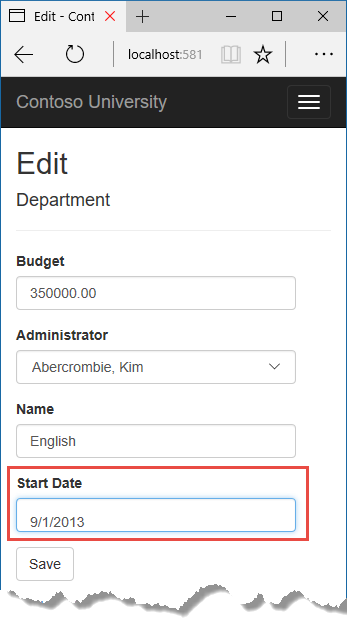 Edit - Cont
localhost:581
Contoso University
Edit
Department
Budget
350000.00
Administrator
Abercrombie, Kim
Name
English
Start Date
9/1/2013
Save